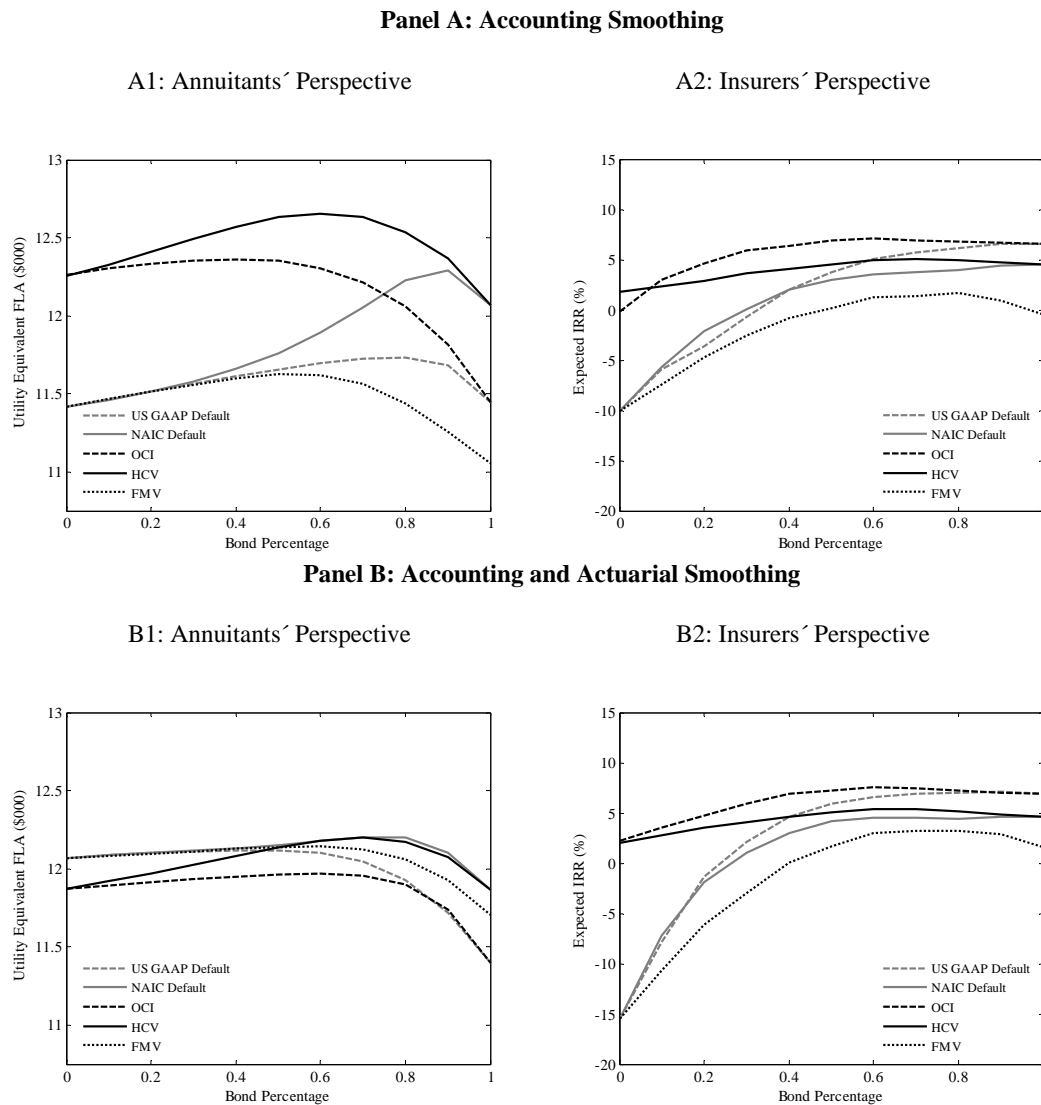 Panel A: Accounting Smoothing
A1: Annuitants´ Perspective
A2: Insurers´ Perspective
13
12.5
12
11.5
11
Utility Equivalent FLA ($000)
US GAAP Default
NAIC Default
OCI
HCV
FMV
0 0.2 0.4 0.6 0.8 1
Bond Percentage
15
10
5
0
-5
-10
-15
-20
Expected IRR (%)
US GAAP Default
NAIC Default
OCI
HCV
FMV
0 0.2 0.4 0.6 0.8
Bond Percentage
Panel B: Accounting and Actuarial Smoothing
B1: Annuitants´ Perspective
B2: Insurers´ Perspective
13
12.5
12
11.5
11
Utility Equivalent FLA ($000)
US GAAP Default
NAIC Default
OCI
HCV
FMV
0 0.2 0.4 0.6 0.8 1
Bond Percentage
15
10
5
0
-5
-10
-15
-20
Expected IRR (%)
US GAAP Default
NAIC Default
OCI
HCV
FMV
0 0.2 0.4 0.6 0.8
Bond Percentage